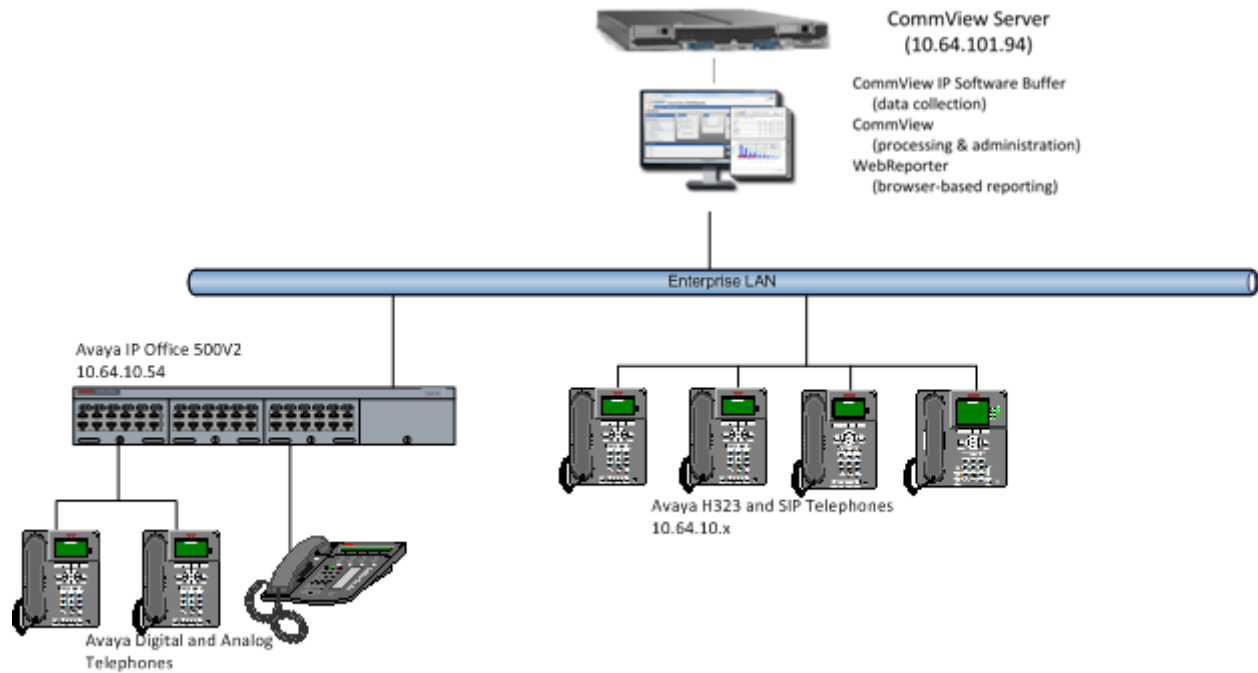 CommView Server
(10.64.101.94)
CommView IP Software Buffer
(data collection)
CommView
(processing & administration)
WebReporter
(browser-based reporting)
Enterprise LAN
Avaya IP Office 500V2
10.64.10.54
Avaya H323 and SIP Telephones
10.64.10.x
Avaya Digital and Analog
Telephones